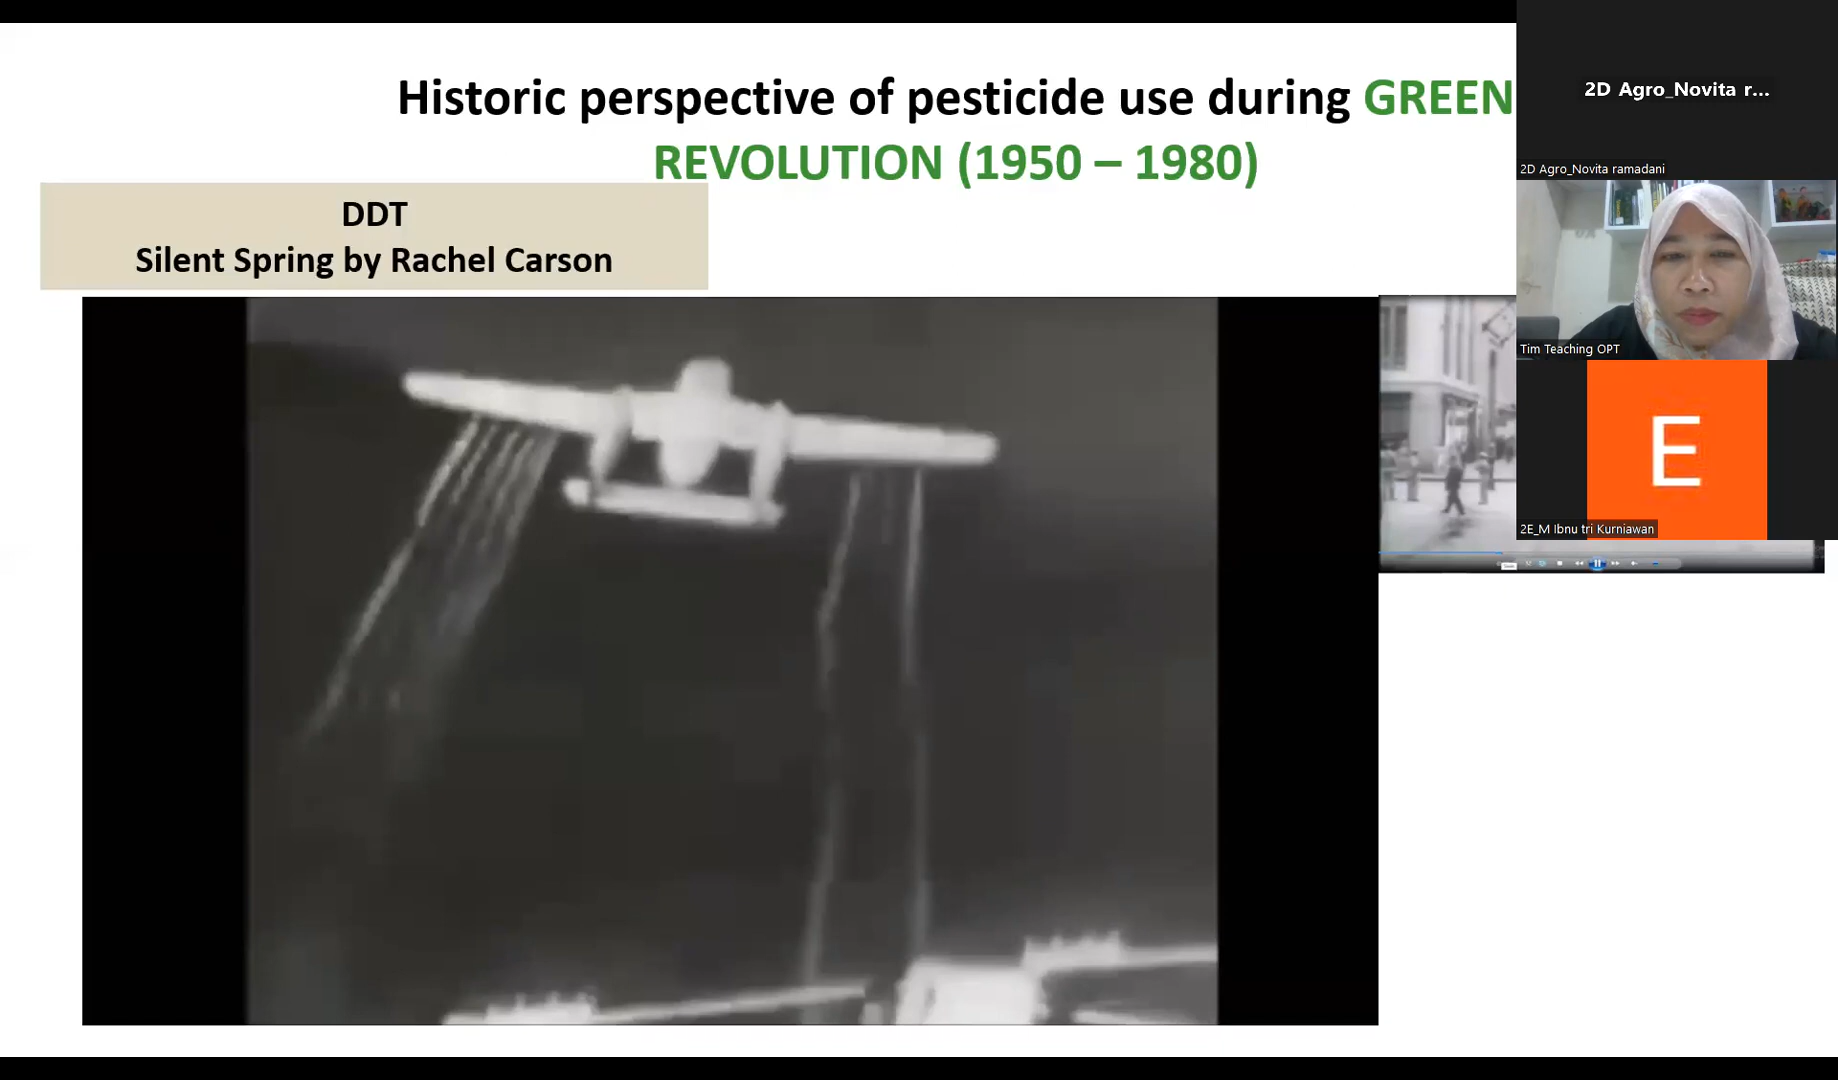 Historic perspective of pesticide use during GREEN
REVOLUTION (1950 – 1980)
DDT
Silent Spring by Rachel Carson
2D Agro_Novita r...
2D Agro_Novita ramadani
Tim Teaching OPT
E
2E_M Ibnu tri Kurniawan